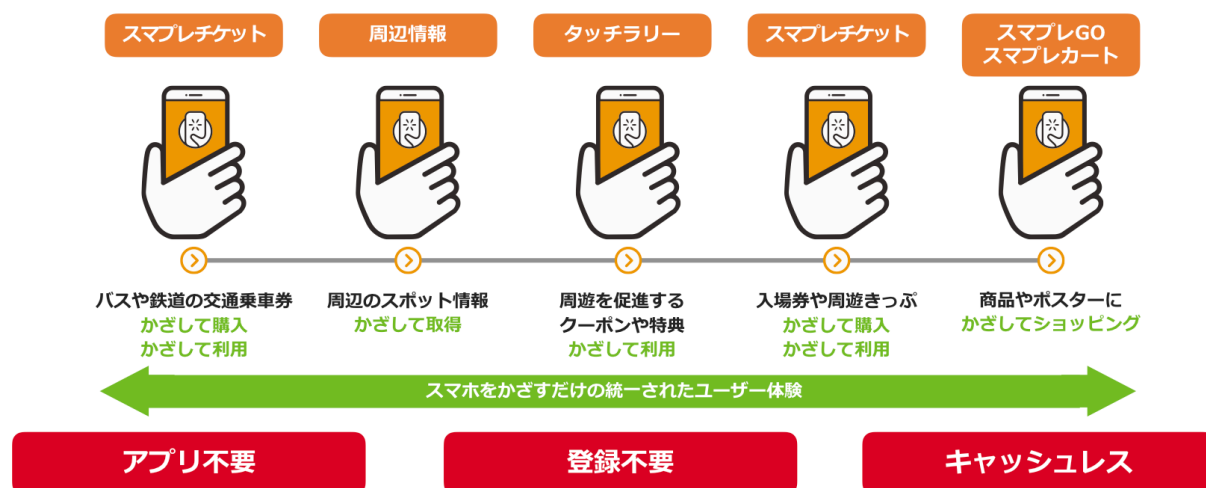 スマプレチケット
周辺情報
タッチラリー
スマプレチケット
スマプレGO
スマプレカート
バスや鉄道の交通乗車券
かざして購入
かざして利用
周辺のスポット情報
かざして取得
周遊を促進する
クーポンや特典
かざして利用
入場券や周遊きっぷ
かざして購入
かざして利用
商品やポスターに
かざしてショッピング
スマホをかざすだけの統一されたユーザー体験
アプリ不要
登録不要
キャッシュレス